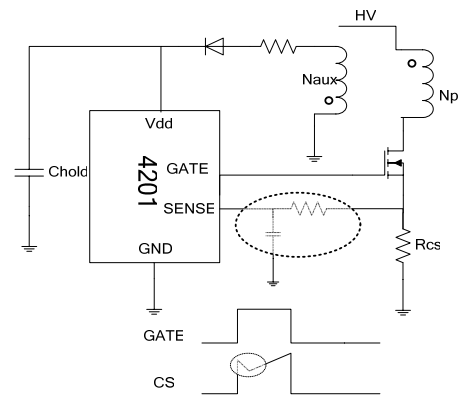 HV
Naux
Np
Vdd
Chold
4201
GATE
SENSE
GND
Rcs
GATE
CS